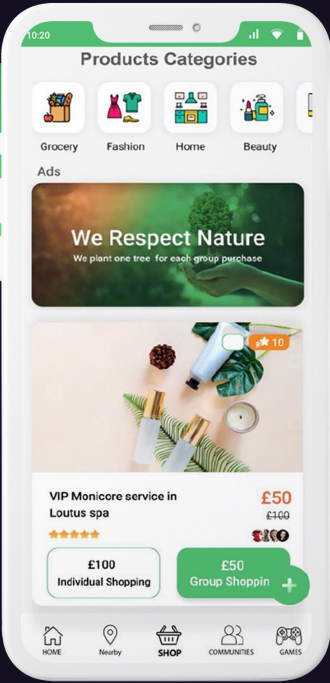 10:20
Products Categories
Grocery
Fashion
Home
Beauty
Ads
We Respect Nature
We plant one tree for each group purchase
10
VIP Monicore service in
Loutus spa
£50
£100
£100
Individual Shopping
£50
Group Shoppin
+
HOME
Nearby
SHOP
COMMUNITIES
GAMES